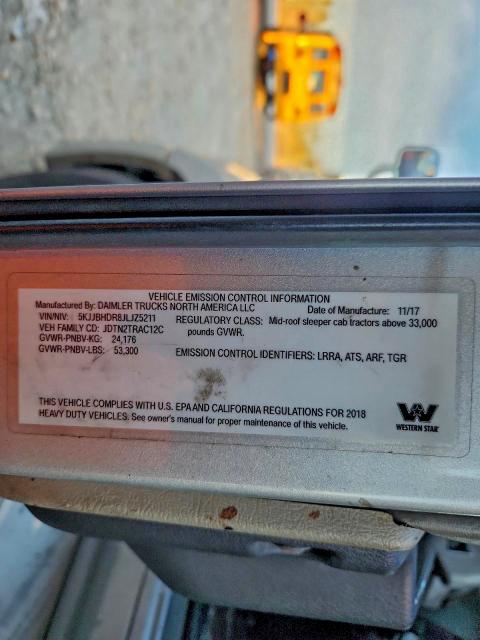 VEHICLE EMISSION CONTROL INFORMATION
Manufactured By: DAIMLER TRUCKS NORTH AMERICA LLC Date of Manufacture: 11/17
VIN/NIV: 5KJJBHDR8JLJZ5211 REGULATORY CLASS: Mid-roof sleeper cab tractors above 33,000
VEH FAMILY CD: JDTN2TRAC12C pounds GVWR.
GVWR-PNBV-KG: 24,176
GVWR-PNBV-LBS: 53,300 EMISSION CONTROL IDENTIFIERS: LRRA, ATS, ARF, TGR
THIS VEHICLE COMPLIES WITH U.S. EPA AND CALIFORNIA REGULATIONS FOR 2018
HEAVY DUTY VEHICLES. See owner's manual for proper maintenance of this vehicle.
WESTERN STAR